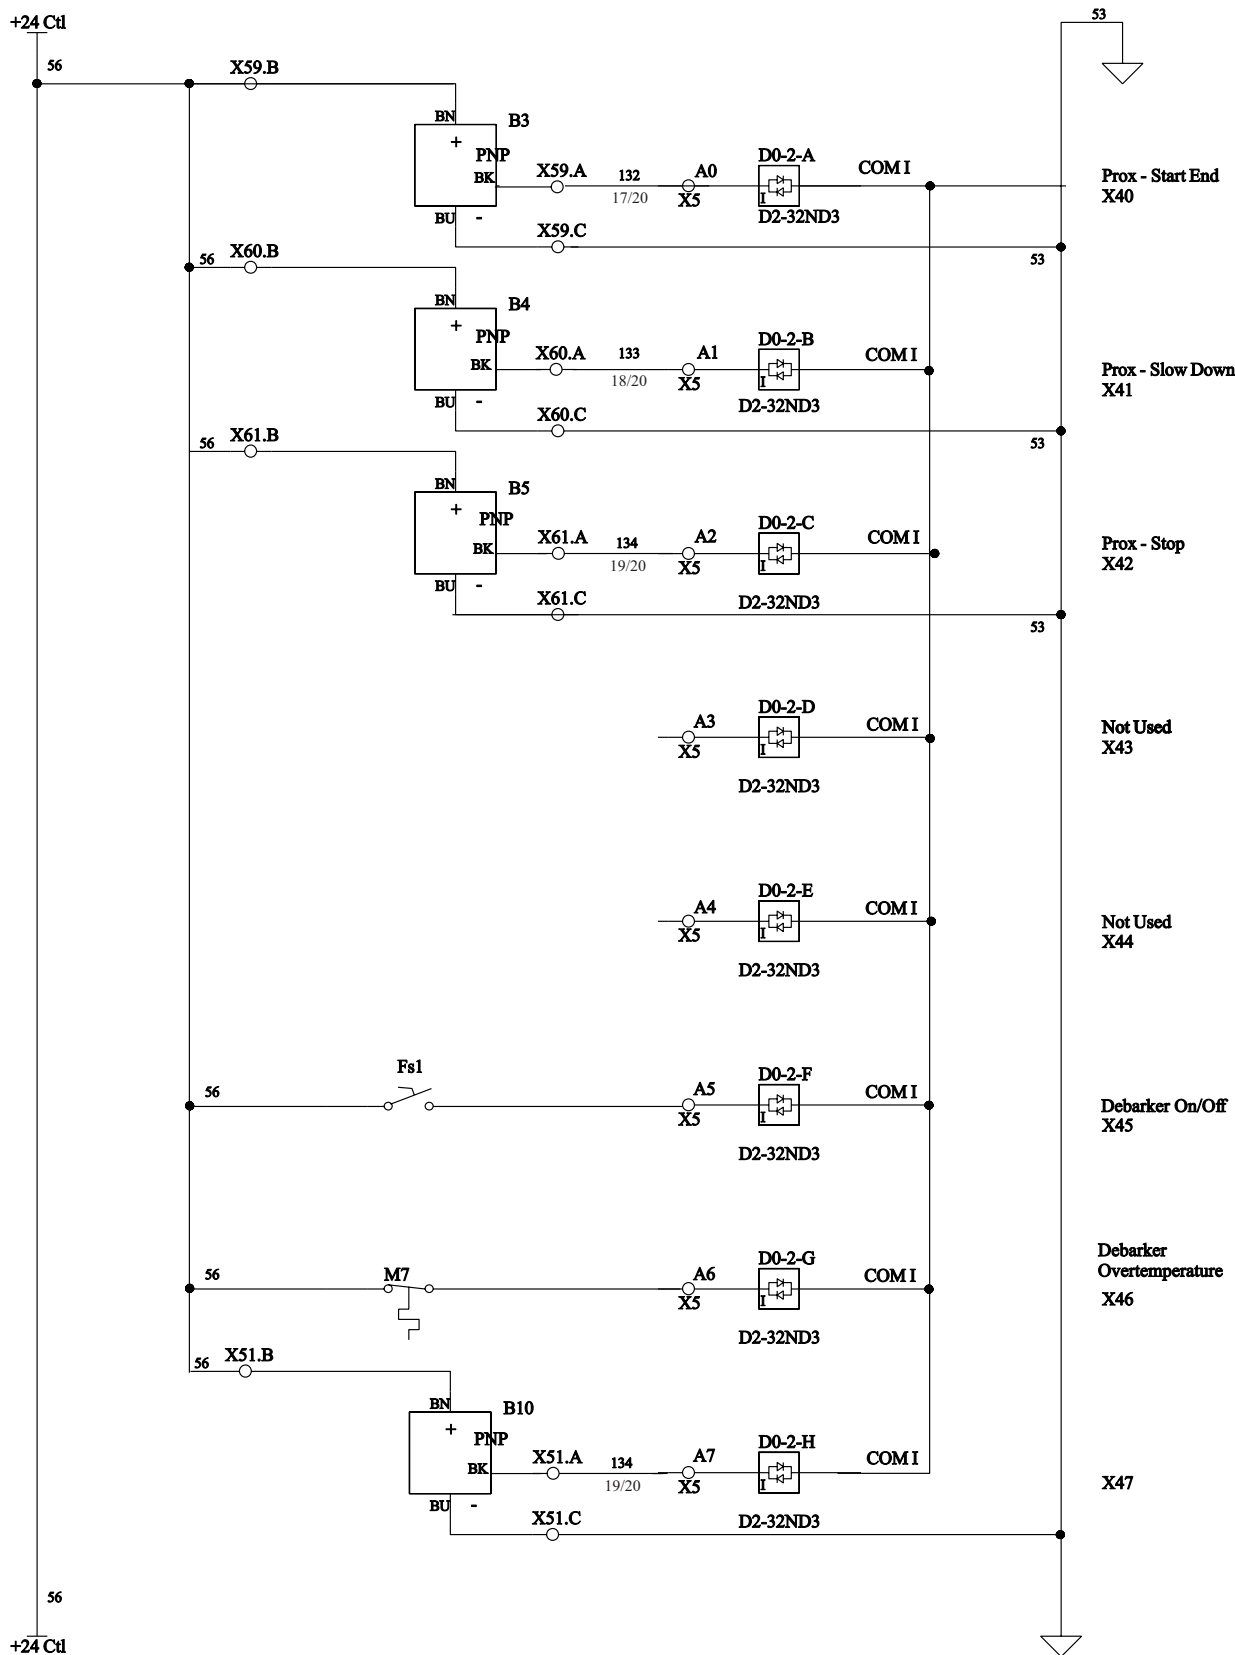 +24 Ctl
53
56
X59.B
BN
B3
+
PNP
BK
X59.A
132
17/20
A0
X5
D0-2-A
I
D2-32ND3
COM I
Prox - Start End
X40
BU
-
X59.C
53
56
X60.B
BN
B4
+
PNP
BK
X60.A
133
18/20
A1
X5
D0-2-B
I
D2-32ND3
COM I
Prox - Slow Down
X41
BU
-
X60.C
53
56
X61.B
BN
B5
+
PNP
BK
X61.A
134
19/20
A2
X5
D0-2-C
I
D2-32ND3
COM I
Prox - Stop
X42
BU
-
X61.C
53
A3
X5
D0-2-D
I
D2-32ND3
COM I
Not Used
X43
A4
X5
D0-2-E
I
D2-32ND3
COM I
Not Used
X44
56
Fs1
A5
X5
D0-2-F
I
D2-32ND3
COM I
Debarker On/Off
X45
56
M7
A6
X5
D0-2-G
I
D2-32ND3
COM I
Debarker
Overtemperature
X46
56
X51.B
BN
B10
+
PNP
BK
X51.A
134
19/20
A7
X5
D0-2-H
I
D2-32ND3
COM I
X47
BU
-
X51.C
56
+24 Ctl